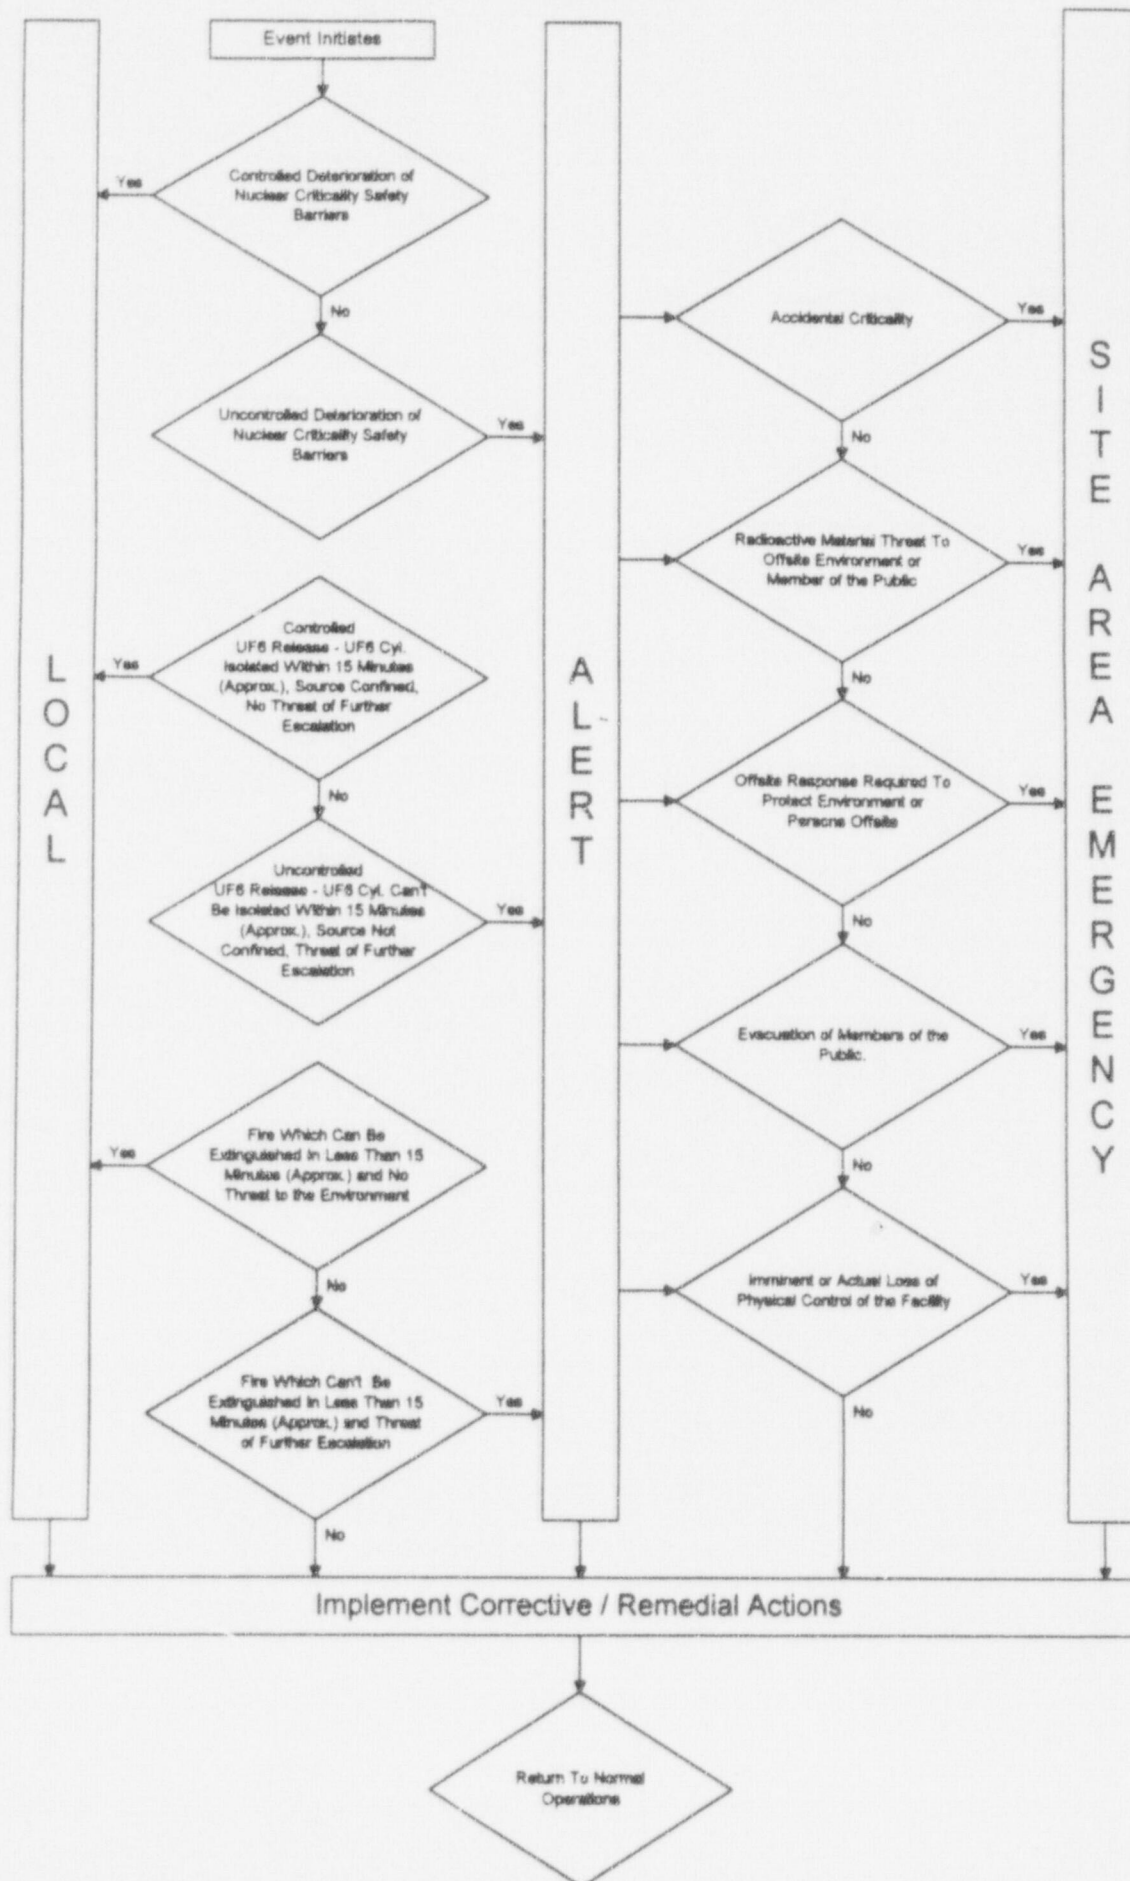 Event Initiates
Yes
Controlled Deterioration of
Nuclear Criticality Safety
Barriers
No
Uncontrolled Deterioration of
Nuclear Criticality Safety
Barriers
Yes
Controlled
UF6 Release - UF6 Cyl.
Isolated Within 15 Minutes
(Approx.), Source Confined,
No Threat of Further
Escalation
Yes
No
Uncontrolled
UF6 Release - UF6 Cyl. Can't
Be Isolated Within 15 Minutes
(Approx.), Source Not
Confined, Threat of Further
Escalation
Yes
Fire Which Can Be
Extinguished In Less Than 15
Minutes (Approx.) and No
Threat to the Environment
Yes
No
Fire Which Can't Be
Extinguished In Less Than 15
Minutes (Approx.) and Threat
of Further Escalation
Yes
No
LOCAL
ALERT
Accidental Criticality
Yes
No
Radioactive Material Threat To
Offsite Environment or
Member of the Public
Yes
No
Offsite Response Required To
Protect Environment or
Persons Offsite
Yes
No
Evacuation of Members of the
Public.
Yes
No
Imminent or Actual Loss of
Physical Control of the Facility
Yes
No
SITE AREA EMERGENCY
Implement Corrective / Remedial Actions
Return To Normal
Operations